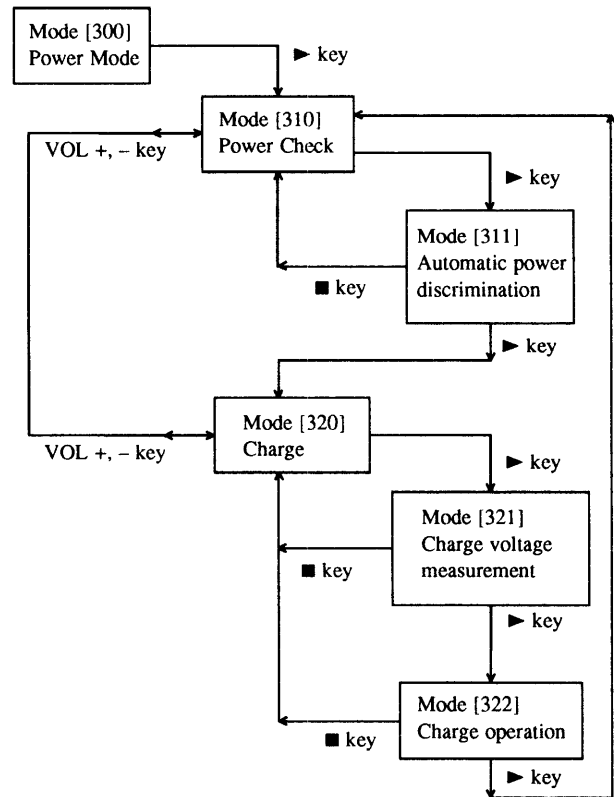 Mode [300]
Power Mode
► key
Mode [310]
Power Check
VOL +, – key
► key
Mode [311]
Automatic power
discrimination
■ key
► key
Mode [320]
Charge
VOL +, – key
► key
Mode [321]
Charge voltage
measurement
■ key
► key
Mode [322]
Charge operation
■ key
► key